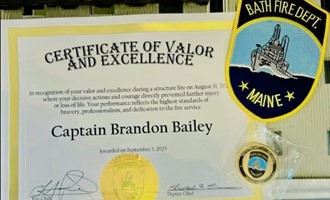 CERTIFICATE OF VALOR
AND EXCELLENCE
In recognition of your valor and excellence during a structure fire on August 11,
where your decisive actions and courage directly prevented further injury
or loss of life. Your performance reflects the highest standards of
bravery, professionalism, and dedication to the fire service.
Captain Brandon Bailey
Awarded on September 5, 2025
Deputy Chief
BATH FIRE DEPT.
MAINE